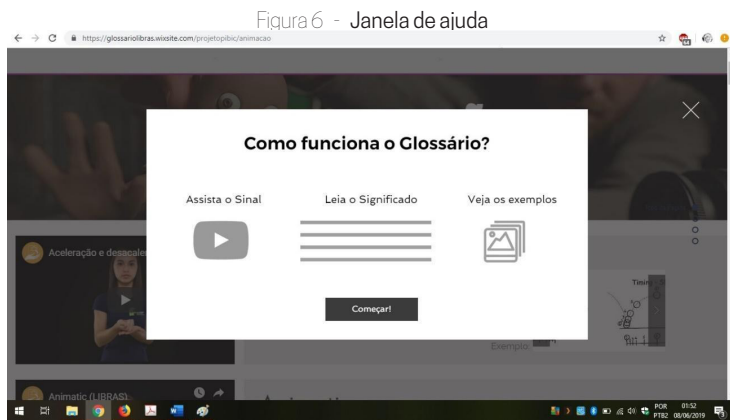 Figura 6 - Janela de ajuda
https://glossariolibras.wixsite.com/projetopibic/animacao
Como funciona o Glossário?
Assista o Sinal Leia o Significado Veja os exemplos
Começar!
Aceleração e desacele
Exemplo:
Animatic (LIBRAS)
POR 01:52
PTB2 08/06/2019